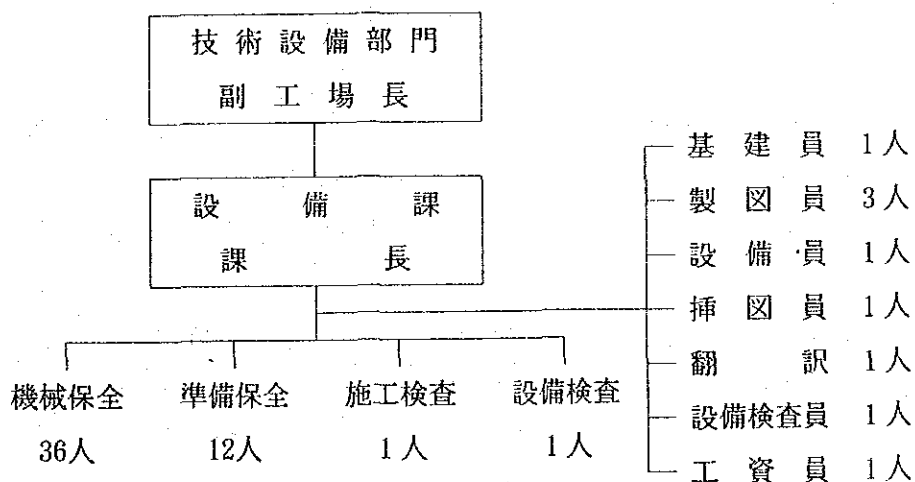 技術設備部門
副工場長
設備課
課長
機械保全
36人
準備保全
12人
施工検査
1人
設備検査
1人
基建員 1人
製図員 3人
設備員 1人
挿図員 1人
翻訳 1人
設備検査員 1人
工資員 1人